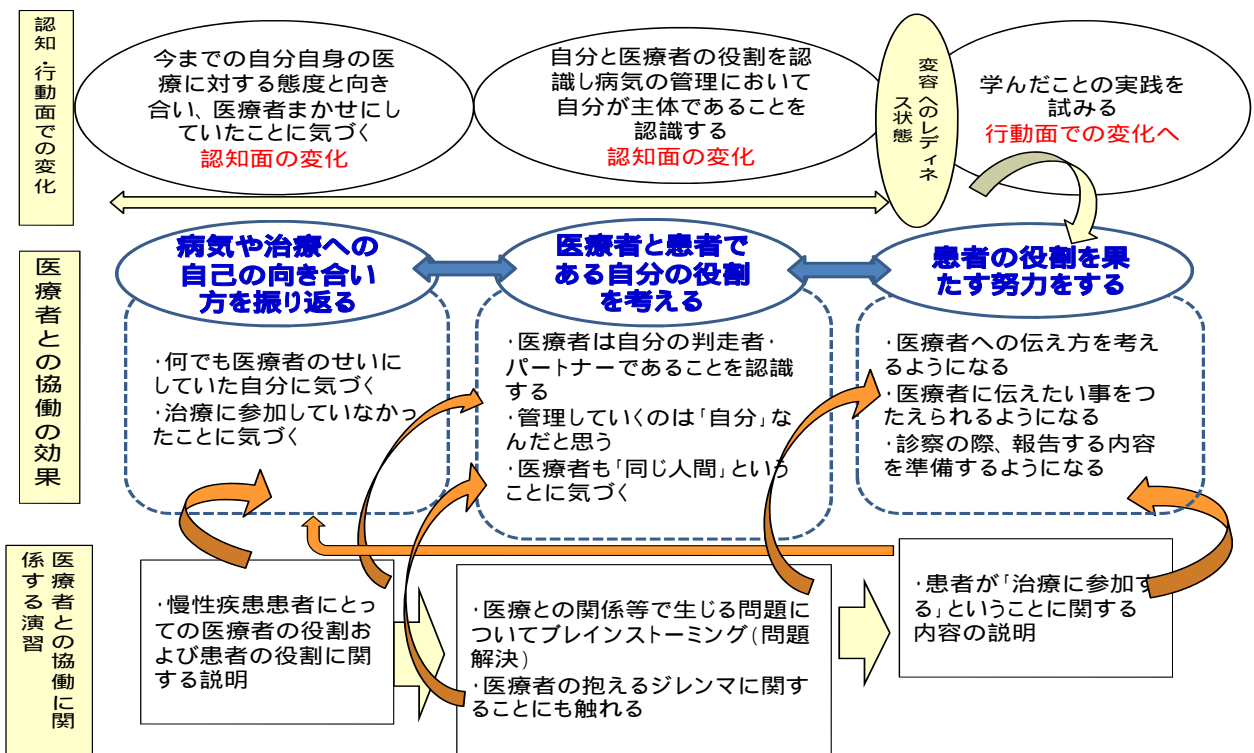 認知・行動面での変化
今までの自分自身の医
療に対する態度と向き
合い、医療者まかせにし
ていたことに気づく
認知面の変化
自分と医療者の役割を認
識し病気の管理において
自分が主体であることを
認識する
認知面の変化
変容へのレディネ
ス状態
学んだことの実践を
試みる
行動面での変化へ
医療者との協働の効果
病気や治療への
自己の向き合い
方を振り返る
医療者と患者で
ある自分の役割
を考える
患者の役割を果
たす努力をする
・何でも医療者のせいに
していた自分に気づく
・治療に参加していなかっ
たことに気づく
・医療者は自分の判走者・
パートナーであることを認識
する
・管理していくのは「自分」な
んだと思う
・医療者も「同じ人間」という
ことに気づく
・医療者への伝え方を考え
るようになる
・医療者に伝えたい事をつ
たえられるようになる
・診察の際、報告する内容
を準備するようになる
医療者との協働に関
係する演習
・慢性疾患患者にとっ
ての医療者の役割お
よび患者の役割に関
する説明
・医療との関係等で生じる問題に
ついてブレインストーミング(問題
解決)
・医療者の抱えるジレンマに関す
ることにも触れる
・患者が「治療に参加す
る」ということに関する
内容の説明